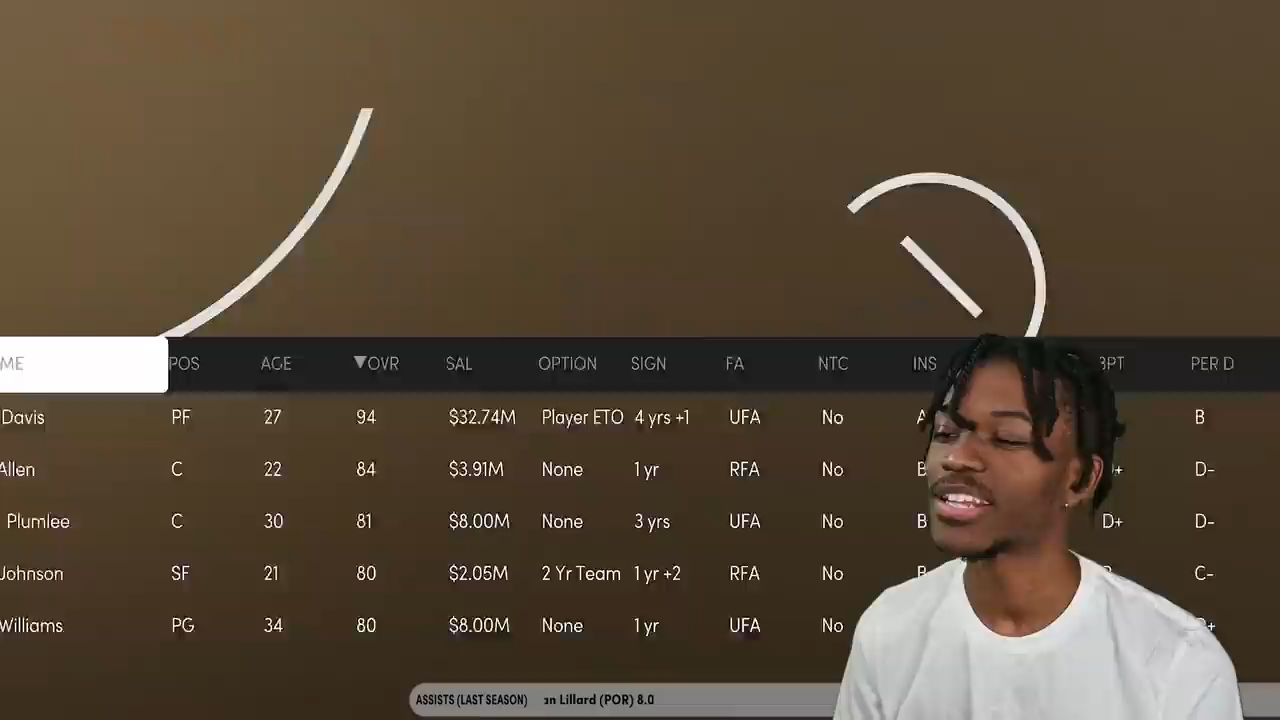 ME POS AGE ▼OVR SAL OPTION SIGN FA NTC INS 3PT PER D
Davis PF 27 94 $32.74M Player ETO 4 yrs +1 UFA No B
Allen C 22 84 $3.91M None 1 yr RFA No B D+ D-
Plumlee C 30 81 $8.00M None 3 yrs UFA No B D+ D-
Johnson SF 21 80 $2.05M 2 Yr Team 1 yr +2 RFA No C-
Williams PG 34 80 $8.00M None 1 yr UFA No
ASSISTS (LAST SEASON) an Lillard (POR) 8.0